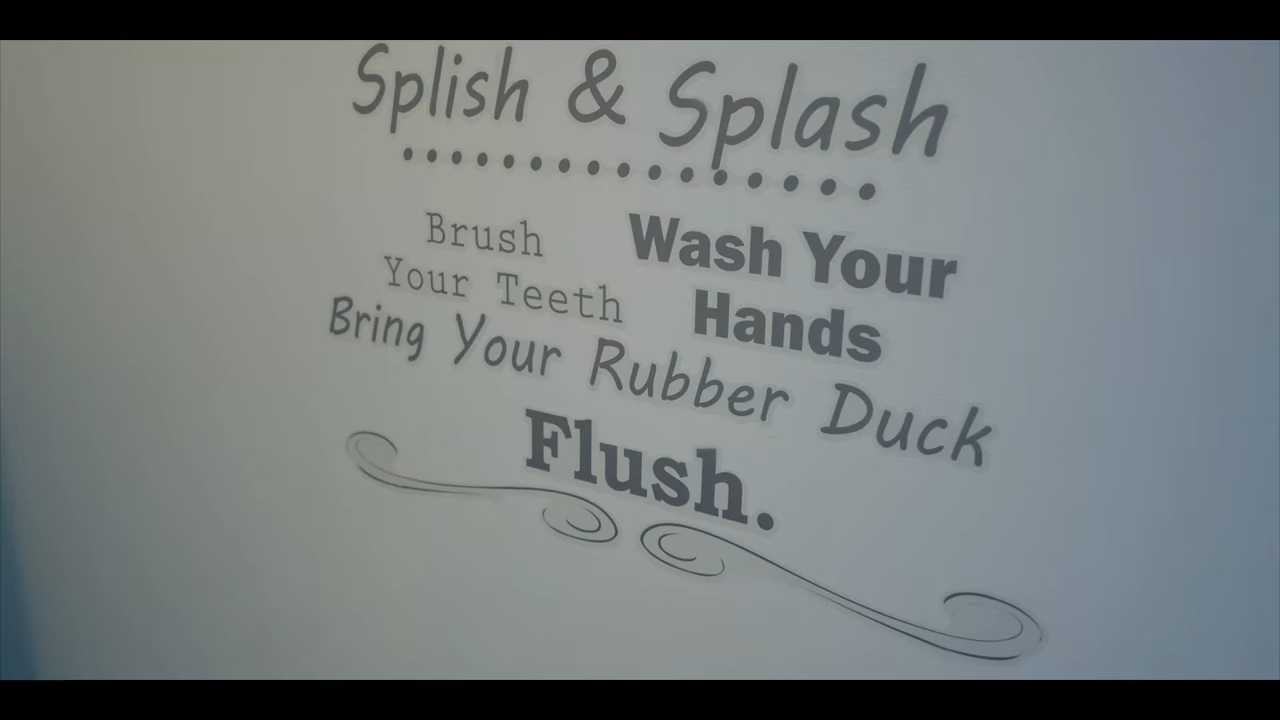 Splish & Splash
Brush
Your Teeth
Wash Your
Hands
Bring Your Rubber Duck
Flush.